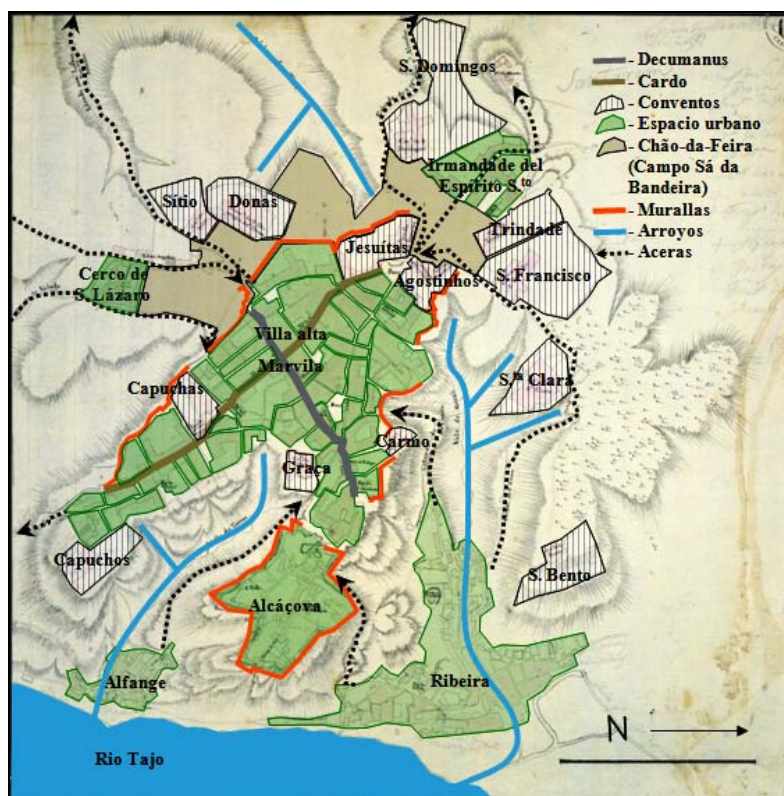 S. Domingos
Irmandade del
Espírito S.to
Sítio
Donas
Jesuítas
Trindade
S. Francisco
Agostinhos
Cerco de
S. Lázaro
Villa alta
Marvila
Capuchas
S.ta Clara
Carmo
Graça
Capuchos
S. Bento
Alcáçova
Alfange
Ribeira
Rio Tajo
N
- Decumanus
- Cardo
- Conventos
- Espacio urbano
- Chão-da-Feira
(Campo Sá da
Bandeira)
- Murallas
- Arroyos
- Aceras